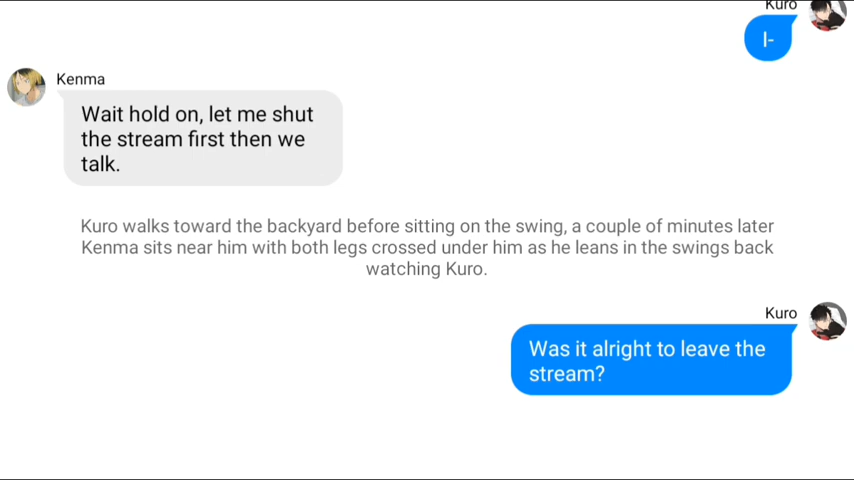 Kuro
I-
Kenma
Wait hold on, let me shut
the stream first then we
talk.
Kuro walks toward the backyard before sitting on the swing, a couple of minutes later
Kenma sits near him with both legs crossed under him as he leans in the swings back
watching Kuro.
Kuro
Was it alright to leave the
stream?